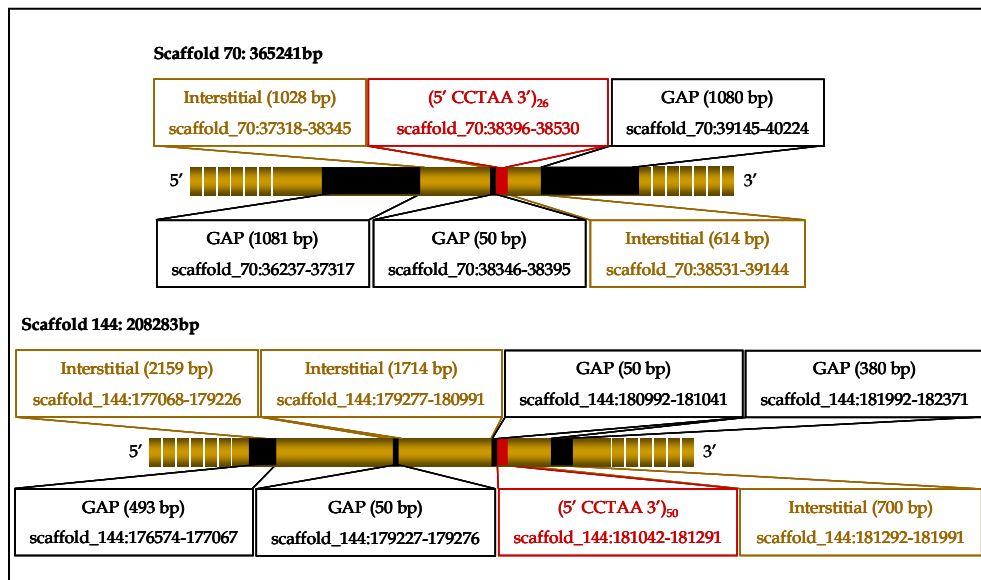 Scaffold 70: 365241bp
Interstitial (1028 bp)
scaffold_70:37318-38345
(5′ CCTAA 3′)26
scaffold_70:38396-38530
GAP (1080 bp)
scaffold_70:39145-40224
5′
3′
GAP (1081 bp)
scaffold_70:36237-37317
GAP (50 bp)
scaffold_70:38346-38395
Interstitial (614 bp)
scaffold_70:38531-39144
Scaffold 144: 208283bp
Interstitial (2159 bp)
scaffold_144:177068-179226
Interstitial (1714 bp)
scaffold_144:179277-180991
GAP (50 bp)
scaffold_144:180992-181041
GAP (380 bp)
scaffold_144:181992-182371
5′
3′
GAP (493 bp)
scaffold_144:176574-177067
GAP (50 bp)
scaffold_144:179227-179276
(5′ CCTAA 3′)50
scaffold_144:181042-181291
Interstitial (700 bp)
scaffold_144:181292-181991